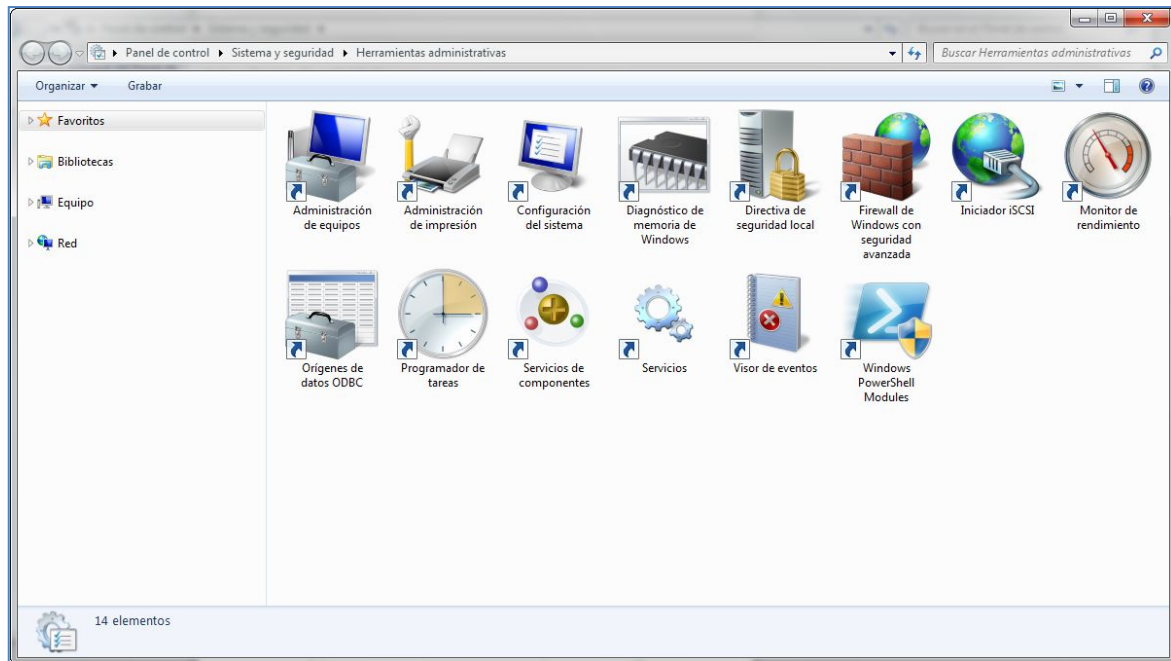 Panel de control ▸ Sistema y seguridad ▸ Herramientas administrativas
Buscar Herramientas administrativas
Organizar
Grabar
Favoritos
Bibliotecas
Equipo
Red
Administración
de equipos
Administración
de impresión
Configuración
del sistema
Diagnóstico de
memoria de
Windows
Directiva de
seguridad local
Firewall de
Windows con
seguridad
avanzada
Iniciador iSCSI
Monitor de
rendimiento
Orígenes de
datos ODBC
Programador de
tareas
Servicios de
componentes
Servicios
Visor de eventos
Windows
PowerShell
Modules
14 elementos